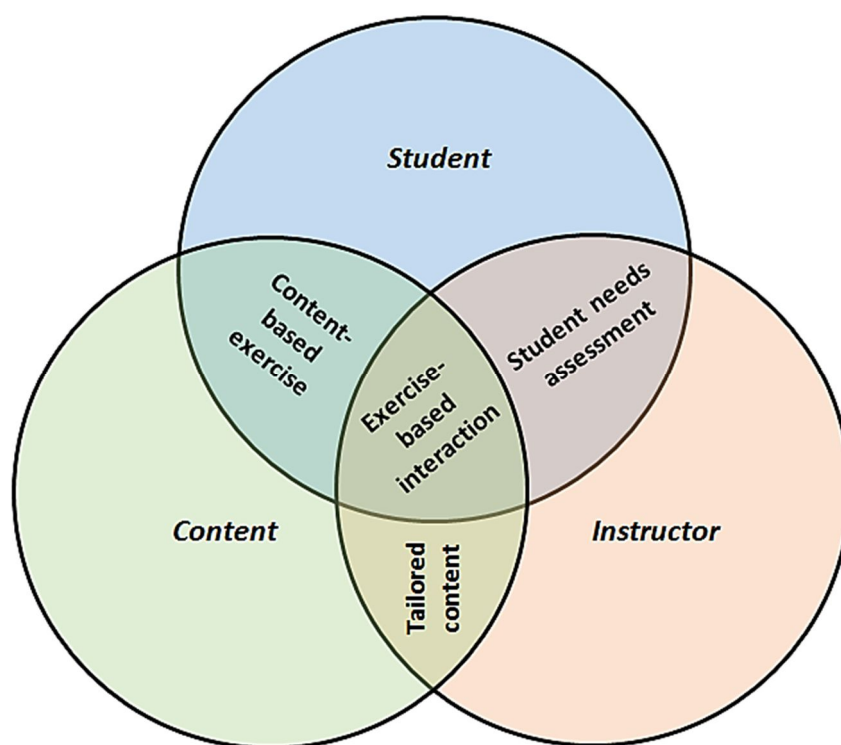 Student
Content-
based
exercise
Student needs
assessment
Exercise-
based
interaction
Content
Instructor
Tailored
content